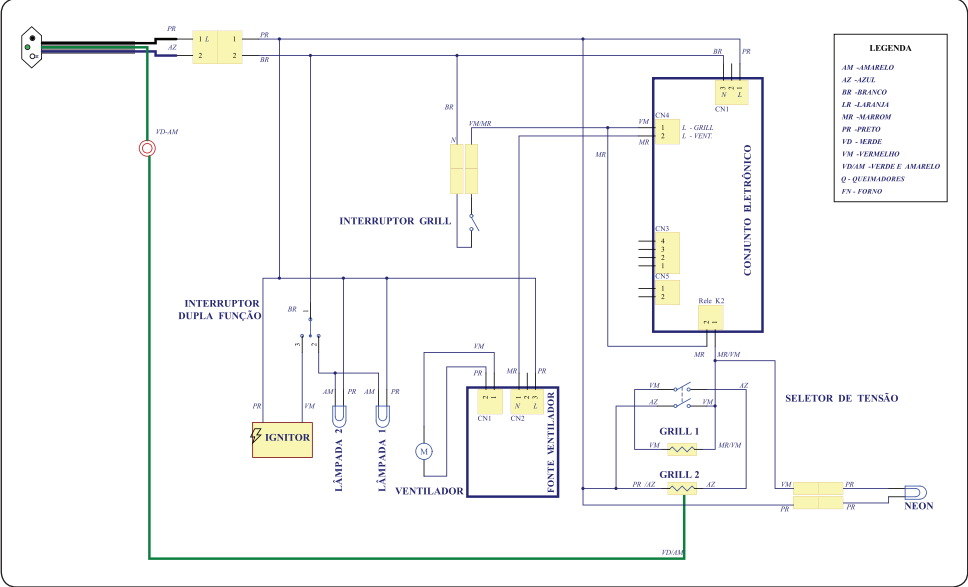 PR
AZ
1 L 1
2 2
PR
BR
BR PR
3 2 1
N L
CN1
LEGENDA
AM -AMARELO
AZ - AZUL
BR -BRANCO
LR -LARANJA
MR - MARROM
PR -PRETO
VD - VERDE
VM -VERMELHO
VD/AM -VERDE E AMARELO
Q - QUEIMADORES
FN - FORNO
VD-AM
BR
VM/MR
N
CN4
VM 1 L - GRILL
MR 2 L - VENT.
MR
INTERRUPTOR GRILL
CONJUNTO ELETRÔNICO
CN3
4
3
2
1
CN5
1
2
Rele K2
2 1
MR MR/VM
INTERRUPTOR
DUPLA FUNÇÃO
BR 1
3 2
PR VM
AM PR AM PR
IGNITOR
LÂMPADA 2
LÂMPADA 1
VM
PR
M
VENTILADOR
MR PR
2 1
CN1
1 2 3
N L
CN2
FONTE VENTILADOR
VM AZ
AZ VM
SELETOR DE TENSÃO
GRILL 1
VM MR/VM
GRILL 2
PR /AZ AZ
VM PR
PR PR
NEON
VD/AM